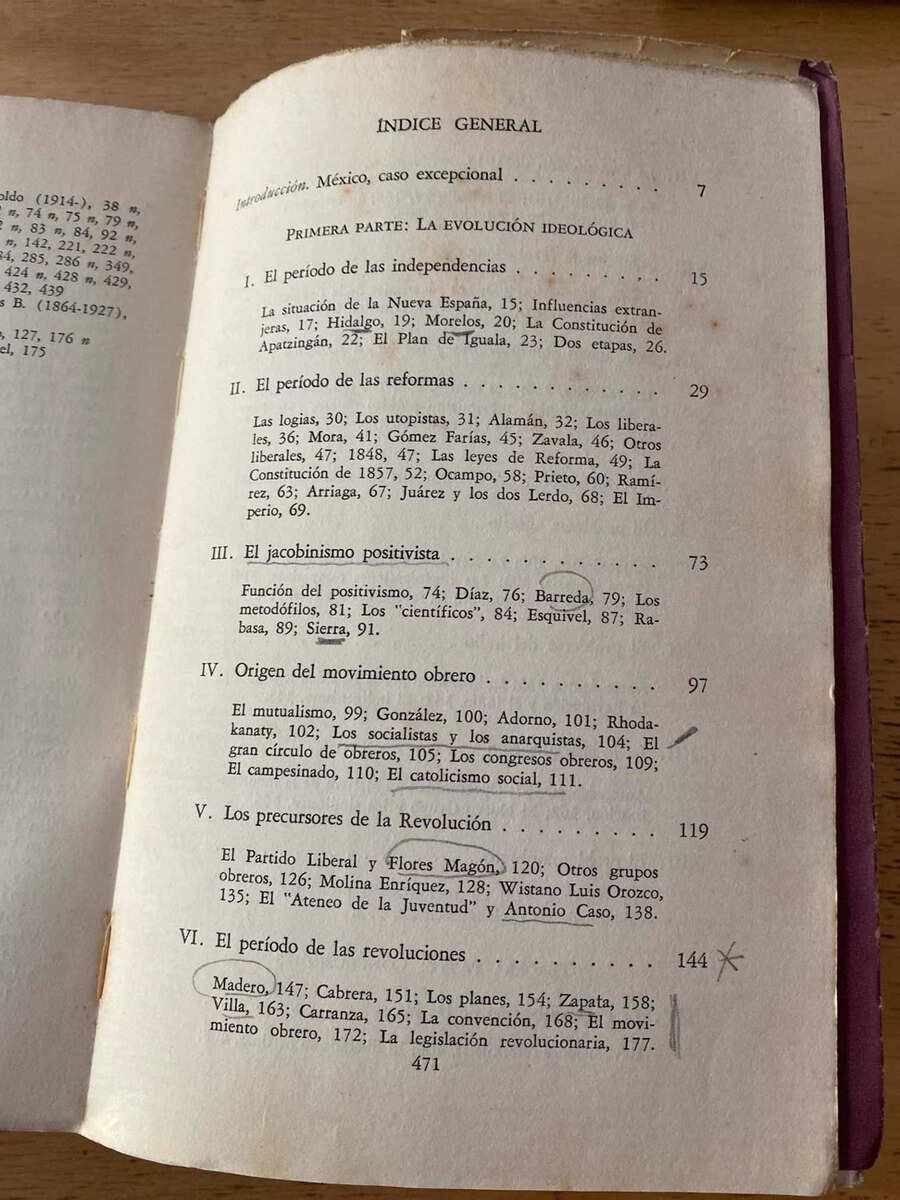 oldo (1914-), 38 n,
n, 74 n, 75 n, 79 n,
n, 83 n, 84, 92 n,
n, 142, 221, 222 n,
84, 285, 286 n, 349,
424 n, 428 n, 429,
432, 439
s B. (1864-1927),
127, 176 n
el, 175
ÍNDICE GENERAL
Introducción. México, caso excepcional . . . . . . . . . 7
PRIMERA PARTE: LA EVOLUCIÓN IDEOLÓGICA
I. El período de las independencias . . . . . . . . . 15
La situación de la Nueva España, 15; Influencias extran-
jeras, 17; Hidalgo, 19; Morelos, 20; La Constitución de
Apatzingán, 22; El Plan de Iguala, 23; Dos etapas, 26.
II. El período de las reformas . . . . . . . . . . . . 29
Las logias, 30; Los utopistas, 31; Alamán, 32; Los libera-
les, 36; Mora, 41; Gómez Farías, 45; Zavala, 46; Otros
liberales, 47; 1848, 47; Las leyes de Reforma, 49; La
Constitución de 1857, 52; Ocampo, 58; Prieto, 60; Ramí-
rez, 63; Arriaga, 67; Juárez y los dos Lerdo, 68; El Im-
perio, 69.
III. El jacobinismo positivista . . . . . . . . . . . . 73
Función del positivismo, 74; Díaz, 76; Barreda, 79; Los
metodófilos, 81; Los "científicos", 84; Esquivel, 87; Ra-
basa, 89; Sierra, 91.
IV. Origen del movimiento obrero . . . . . . . . . . 97
El mutualismo, 99; González, 100; Adorno, 101; Rhoda-
kanaty, 102; Los socialistas y los anarquistas, 104; El
gran círculo de obreros, 105; Los congresos obreros, 109;
El campesinado, 110; El catolicismo social, 111.
V. Los precursores de la Revolución . . . . . . . . . 119
El Partido Liberal y Flores Magón, 120; Otros grupos
obreros, 126; Molina Enríquez, 128; Wistano Luis Orozco,
135; El "Ateneo de la Juventud" y Antonio Caso, 138.
VI. El período de las revoluciones . . . . . . . . . . 144
Madero, 147; Cabrera, 151; Los planes, 154; Zapata, 158;
Villa, 163; Carranza, 165; La convención, 168; El movi-
miento obrero, 172; La legislación revolucionaria, 177.
471